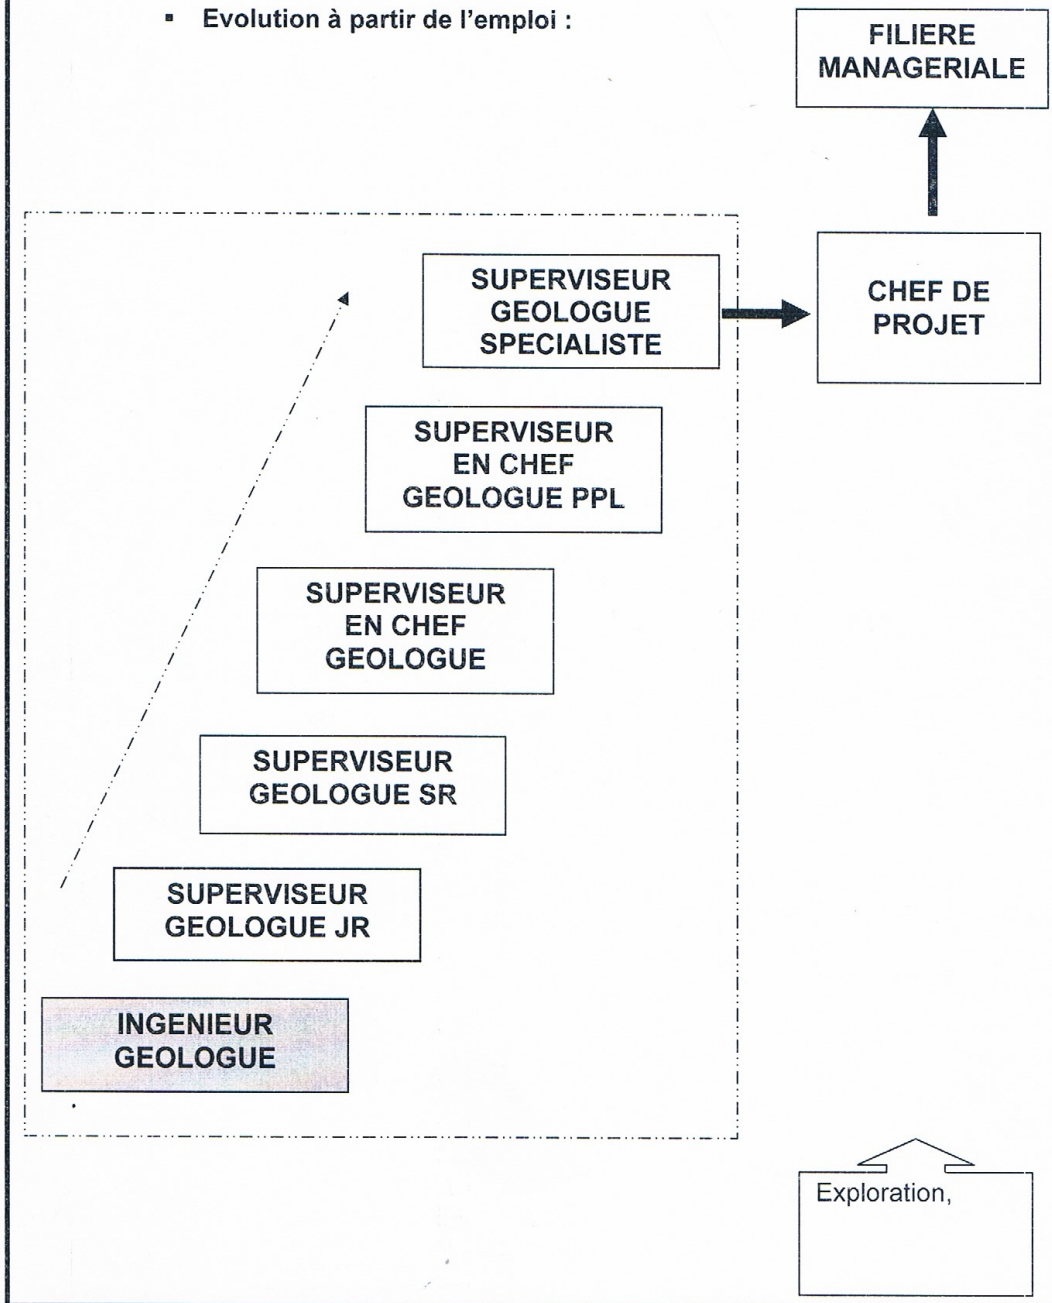 ▪ Evolution à partir de l'emploi :
FILIERE
MANAGERIALE
SUPERVISEUR
GEOLOGUE
SPECIALISTE
CHEF DE
PROJET
SUPERVISEUR
EN CHEF
GEOLOGUE PPL
SUPERVISEUR
EN CHEF
GEOLOGUE
SUPERVISEUR
GEOLOGUE SR
SUPERVISEUR
GEOLOGUE JR
INGENIEUR
GEOLOGUE
Exploration,